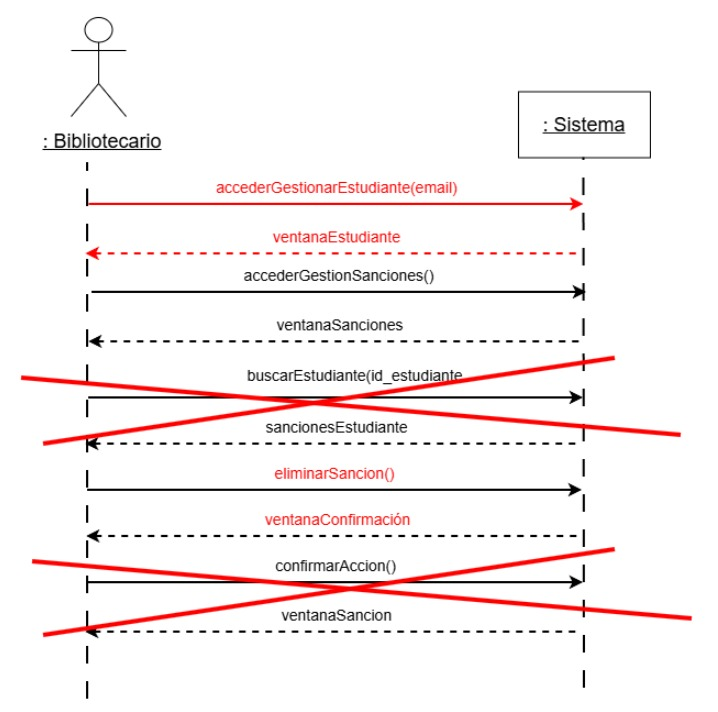 : Bibliotecario
: Sistema
accederGestionarEstudiante(email)
ventanaEstudiante
accederGestionSanciones()
ventanaSanciones
buscarEstudiante(id_estudiante
sancionesEstudiante
eliminarSancion()
ventanaConfirmación
confirmarAccion()
ventanaSancion